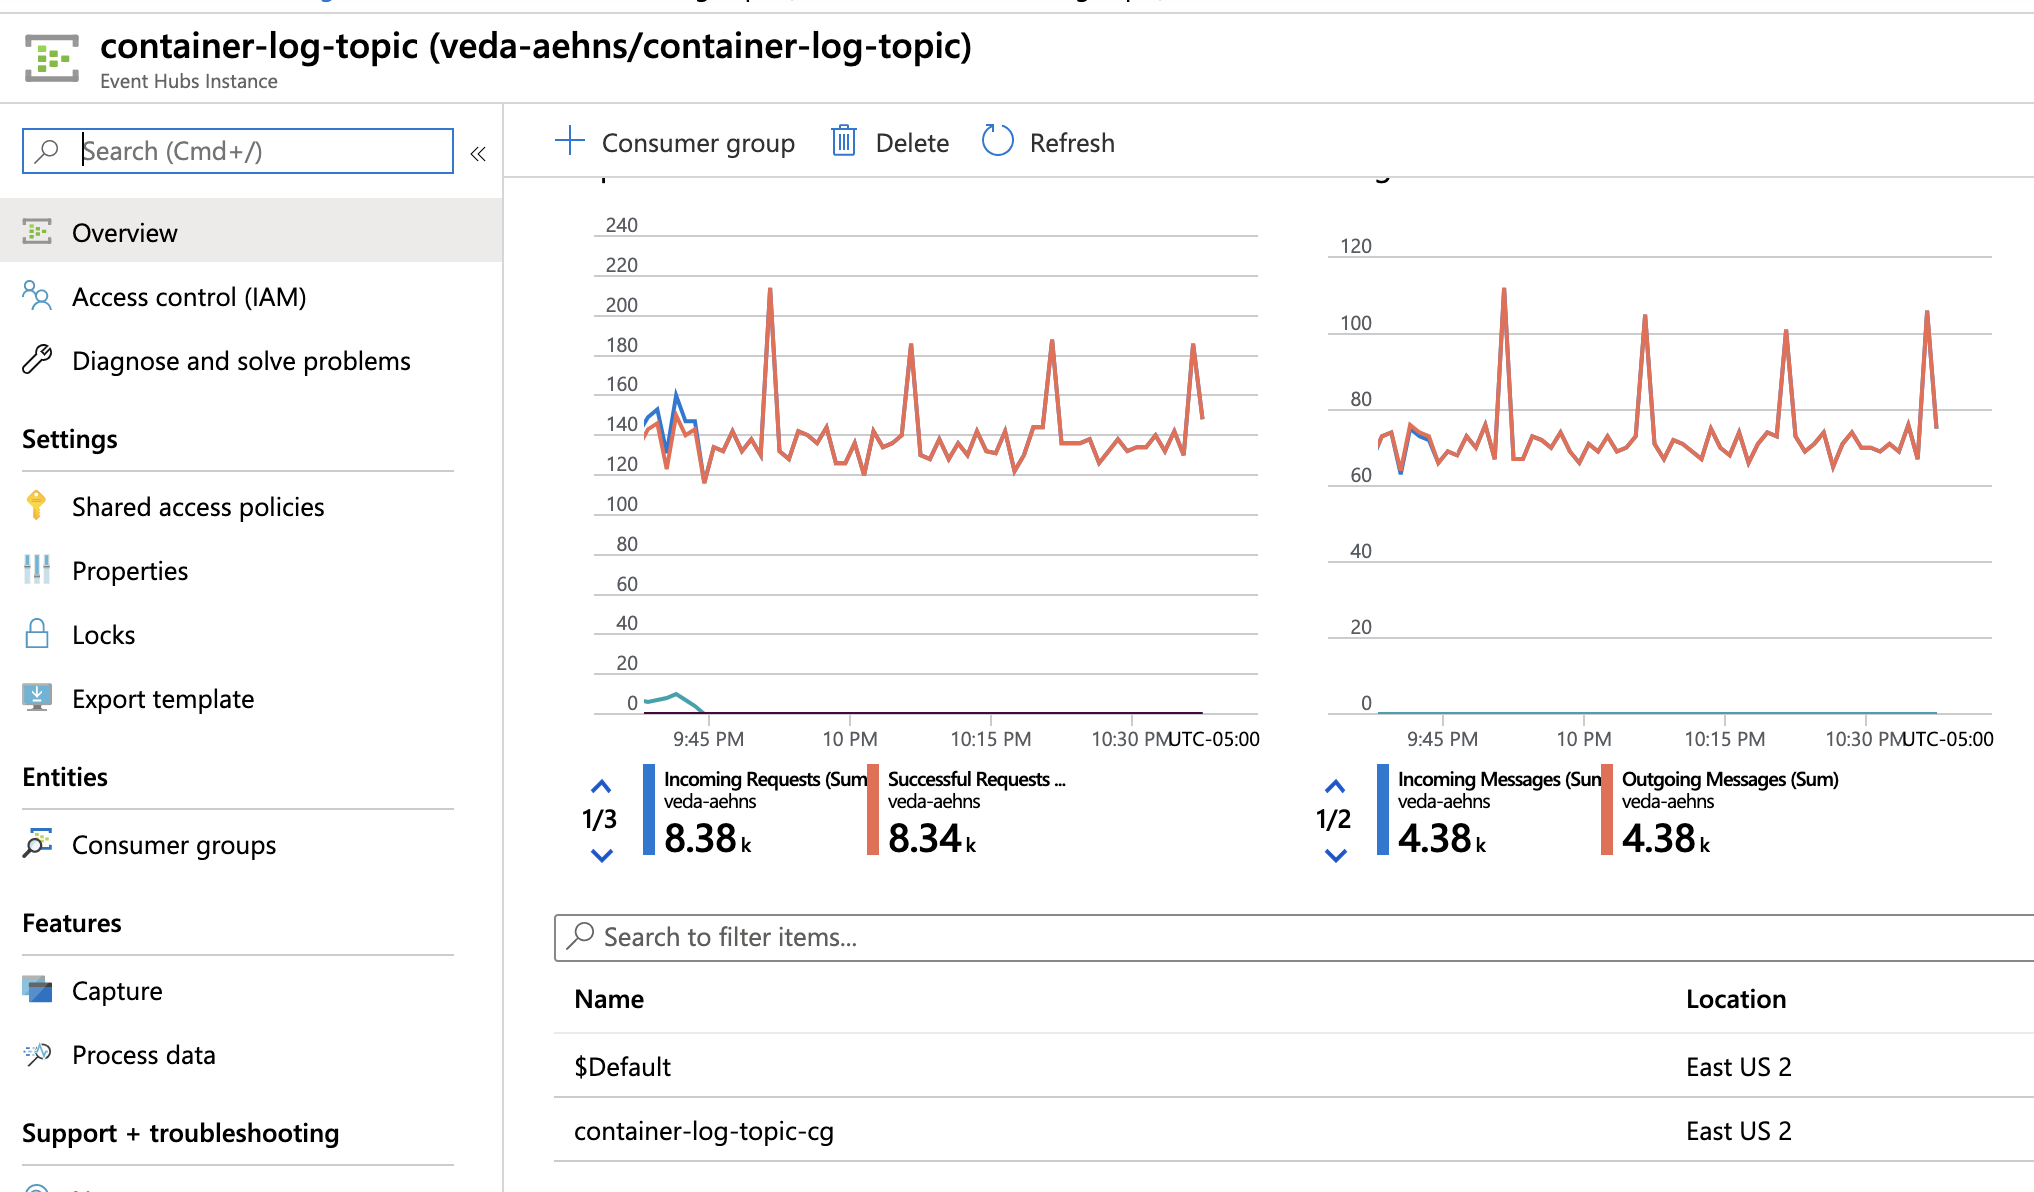 container-log-topic (veda-aehns/container-log-topic)
Event Hubs Instance
Search (Cmd+/)
«
Overview
Access control (IAM)
Diagnose and solve problems
Settings
Shared access policies
Properties
Locks
Export template
Entities
Consumer groups
Features
Capture
Process data
Support + troubleshooting
Consumer group
Delete
Refresh
240
220
200
180
160
140
120
100
80
60
40
20
0
9:45 PM
10 PM
10:15 PM
10:30 PM
UTC-05:00
1/3
Incoming Requests (Sum
veda-aehns
8.38 k
Successful Requests ...
veda-aehns
8.34 k
120
100
80
60
40
20
0
9:45 PM
10 PM
10:15 PM
10:30 PM
UTC-05:00
1/2
Incoming Messages (Sum
veda-aehns
4.38 k
Outgoing Messages (Sum)
veda-aehns
4.38 k
Search to filter items...
Name Location
$Default East US 2
container-log-topic-cg East US 2